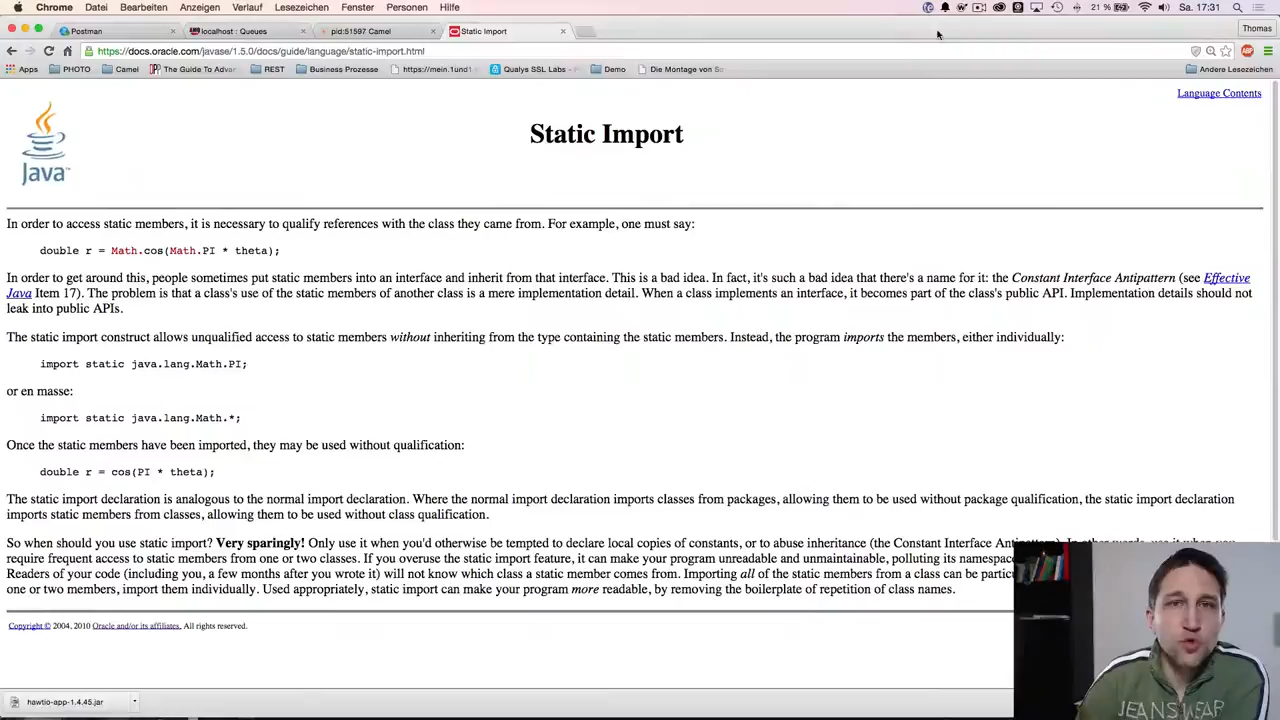 Chrome Datei Bearbeiten Anzeigen Verlauf Lesezeichen Fenster Personen Hilfe 21 % Sa. 17:31
Postman localhost : Queues pid:51597 Camel Static Import Thomas
https://docs.oracle.com/javase/1.5.0/docs/guide/language/static-import.html ABP
Apps PHOTO Camel The Guide To Advar REST Business Prozesse https://mein.1und1 Qualys SSL Labs - Demo Die Montage von Andere Lesezeichen
Language Contents
Java
Static Import
In order to access static members, it is necessary to qualify references with the class they came from. For example, one must say:
double r = Math.cos(Math.PI * theta);
In order to get around this, people sometimes put static members into an interface and inherit from that interface. This is a bad idea. In fact, it's such a bad idea that there's a name for it: the Constant Interface Antipattern (see Effective
Java Item 17). The problem is that a class's use of the static members of another class is a mere implementation detail. When a class implements an interface, it becomes part of the class's public API. Implementation details should not
leak into public APIs.
The static import construct allows unqualified access to static members without inheriting from the type containing the static members. Instead, the program imports the members, either individually:
import static java.lang.Math.PI;
or en masse:
import static java.lang.Math.*;
Once the static members have been imported, they may be used without qualification:
double r = cos(PI * theta);
The static import declaration is analogous to the normal import declaration. Where the normal import declaration imports classes from packages, allowing them to be used without package qualification, the static import declaration
imports static members from classes, allowing them to be used without class qualification.
So when should you use static import? Very sparingly! Only use it when you'd otherwise be tempted to declare local copies of constants, or to abuse inheritance (the Constant Interface
require frequent access to static members from one or two classes. If you overuse the static import feature, it can make your program unreadable and unmaintainable, polluting its namespac
Readers of your code (including you, a few months after you wrote it) will not know which class a static member comes from. Importing all of the static members from a class can be partic
one or two members, import them individually. Used appropriately, static import can make your program more readable, by removing the boilerplate of repetition of class names.
Copyright © 2004, 2010 Oracle and/or its affiliates. All rights reserved.
hawtio-app-1.4.45.jar
JEANSWEAR